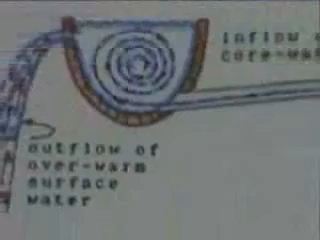 inflow
core-wa
outflow of
over-warm
surface
water